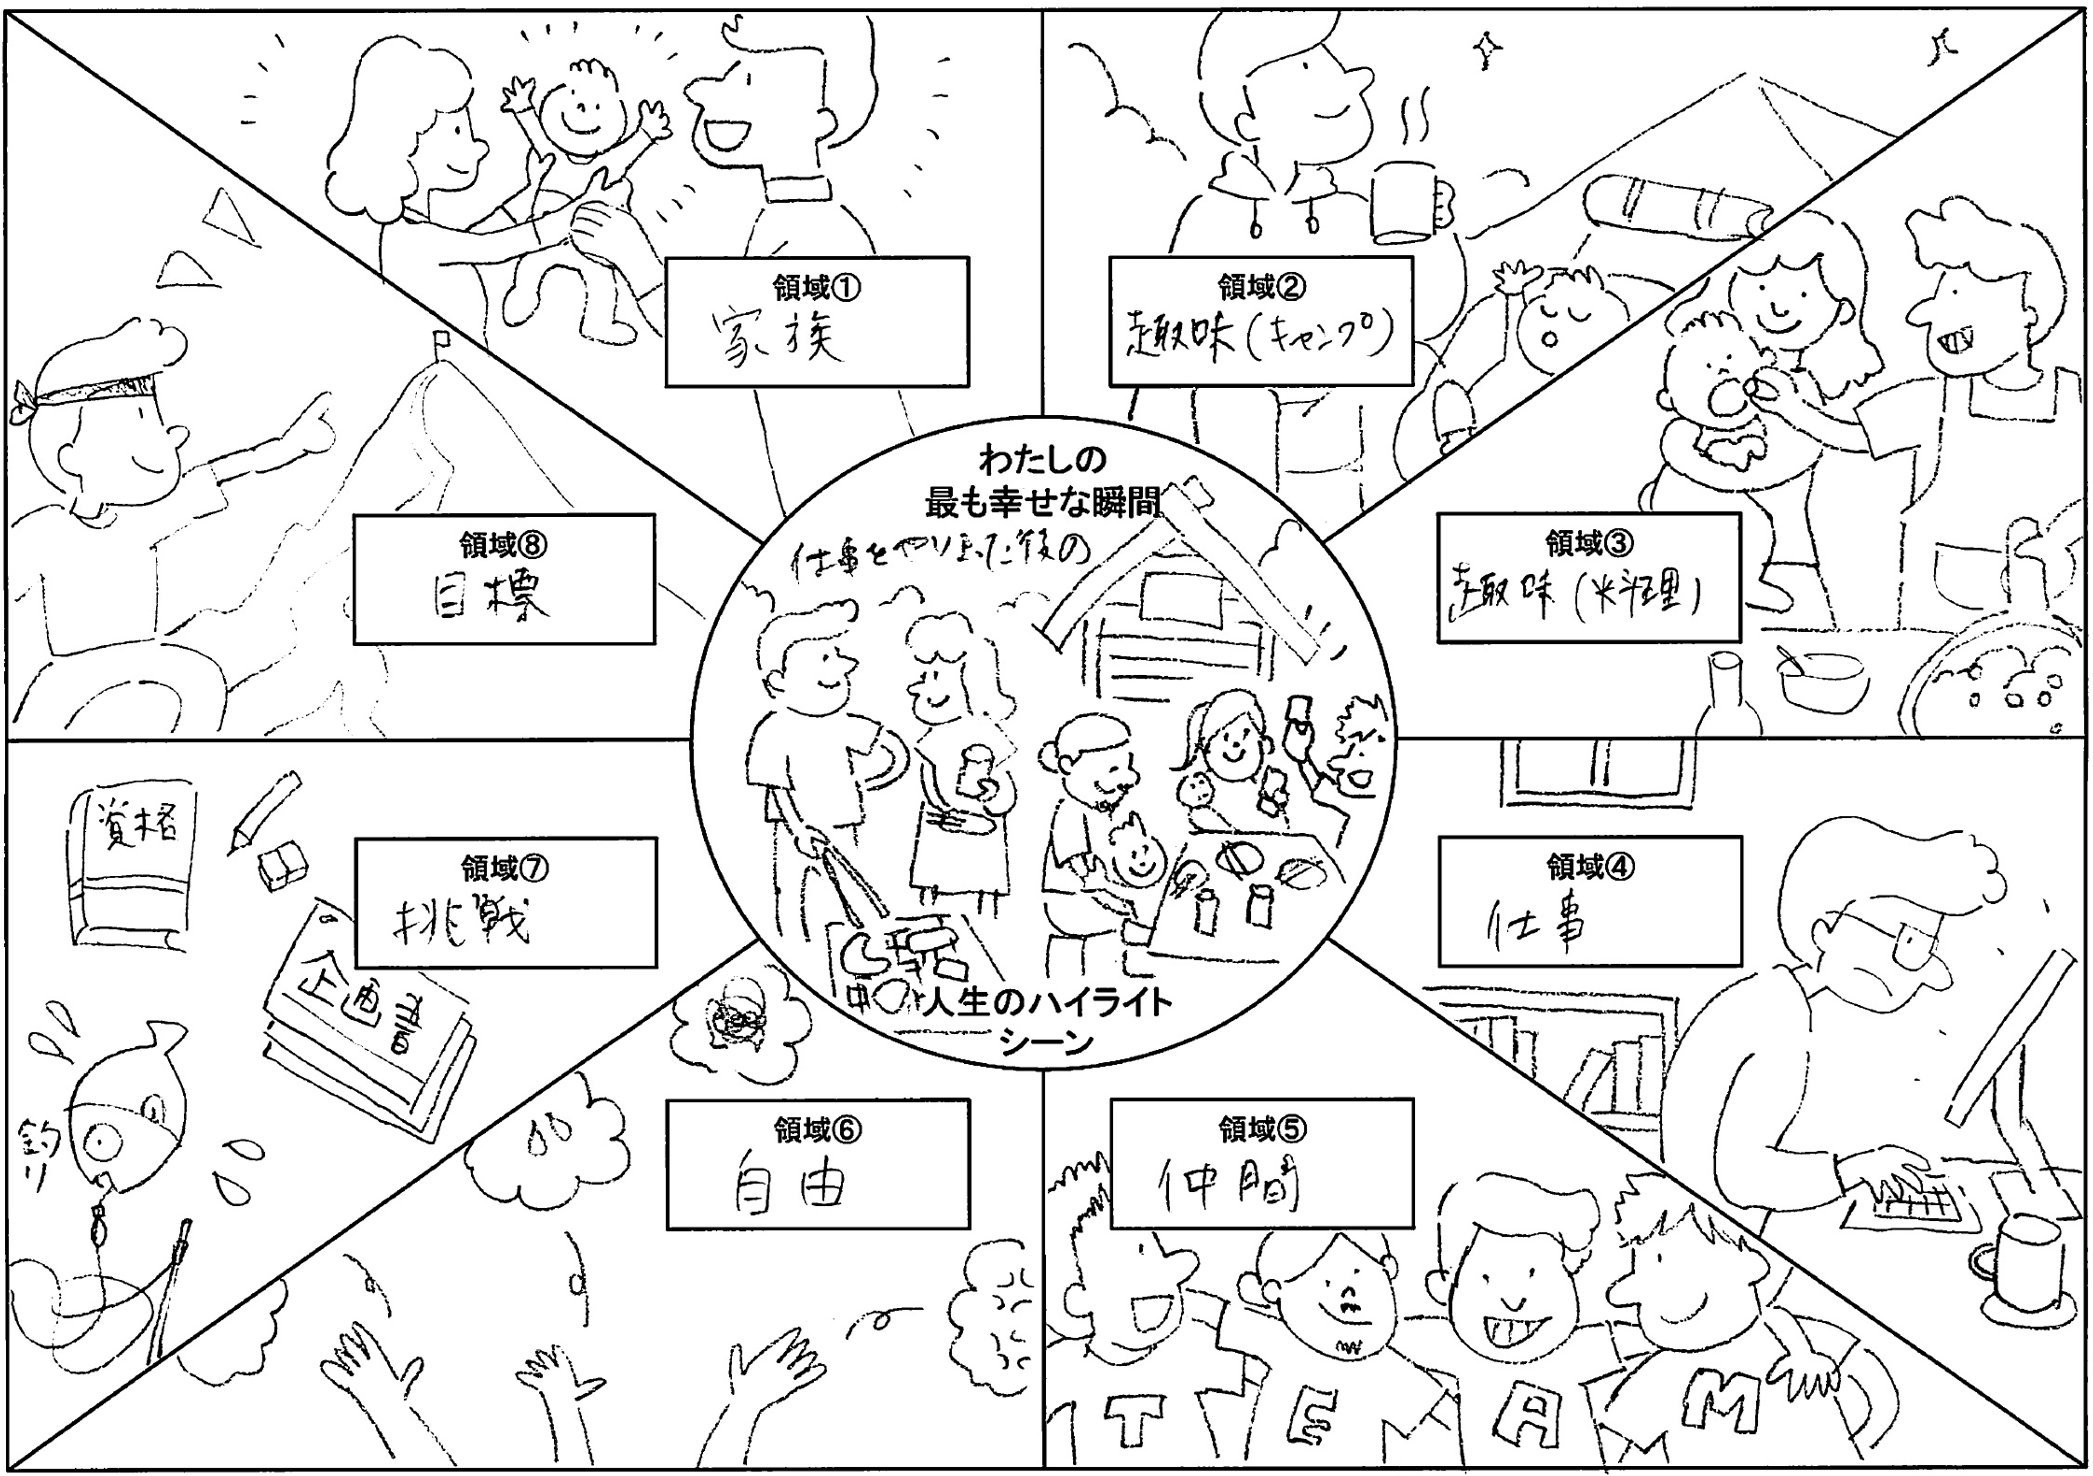 領域①
家族
領域②
趣味(キャンプ)
領域③
趣味(料理)
領域④
仕事
領域⑤
仲間
TEAM
領域⑥
自由
領域⑦
挑戦
資格
企画書
釣り
領域⑧
目標
わたしの
最も幸せな瞬間
仕事をやりきった後の
人生のハイライト
シーン